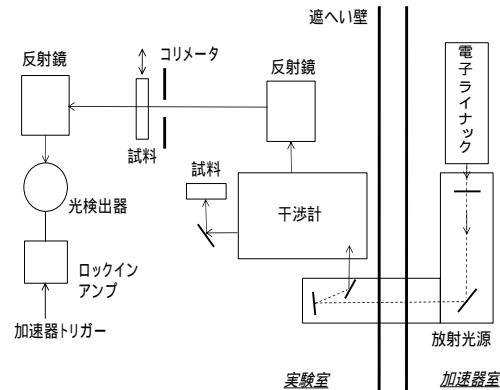 遮へい壁
反射鏡
コリメータ
反射鏡
電子ライナック
試料
試料
光検出器
干渉計
ロックイン
アンプ
加速器トリガー
放射光源
実験室
加速器室